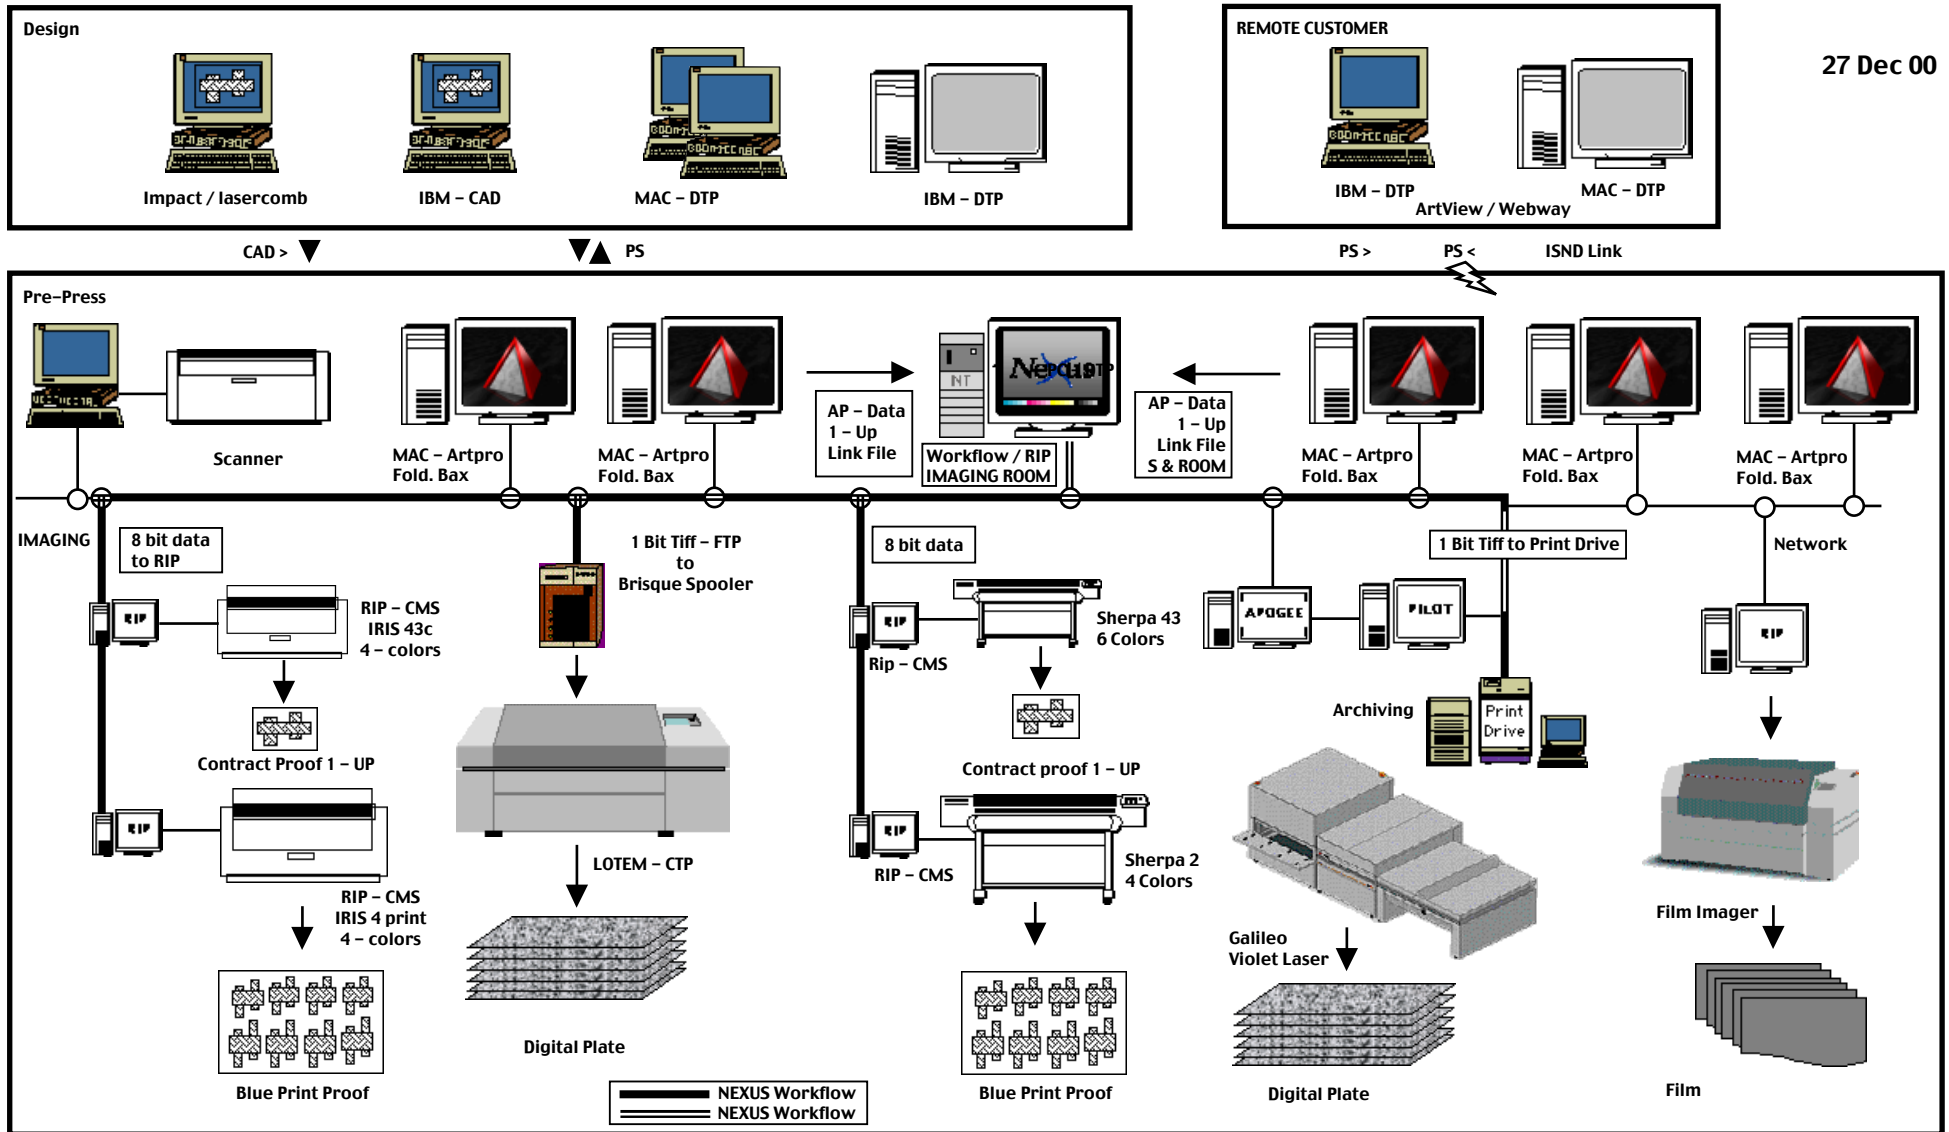 Design
REMOTE CUSTOMER
27 Dec 00
Impact / lasercomb
IBM – CAD
MAC – DTP
IBM – DTP
IBM – DTP
MAC – DTP
ArtView / Webway
CAD >
PS
PS >
PS <
ISND Link
Pre–Press
Scanner
MAC – Artpro
Fold. Bax
MAC – Artpro
Fold. Bax
AP – Data
1 – Up
Link File
NT
Nexus
Workflow / RIP
IMAGING ROOM
AP – Data
1 – Up
Link File
S & ROOM
MAC – Artpro
Fold. Bax
MAC – Artpro
Fold. Bax
MAC – Artpro
Fold. Bax
IMAGING
8 bit data
to RIP
1 Bit Tiff – FTP
to
Brisque Spooler
8 bit data
1 Bit Tiff to Print Drive
Network
RIP
RIP – CMS
IRIS 43c
4 – colors
RIP
Rip – CMS
Sherpa 43
6 Colors
APOGEE
PILOT
RIP
Contract Proof 1 – UP
Contract proof 1 – UP
Archiving
Print
Drive
RIP
RIP – CMS
IRIS 4 print
4 – colors
LOTEM – CTP
RIP
RIP – CMS
Sherpa 2
4 Colors
Galileo
Violet Laser
Film Imager
Blue Print Proof
Digital Plate
Blue Print Proof
Digital Plate
Film
NEXUS Workflow
NEXUS Workflow